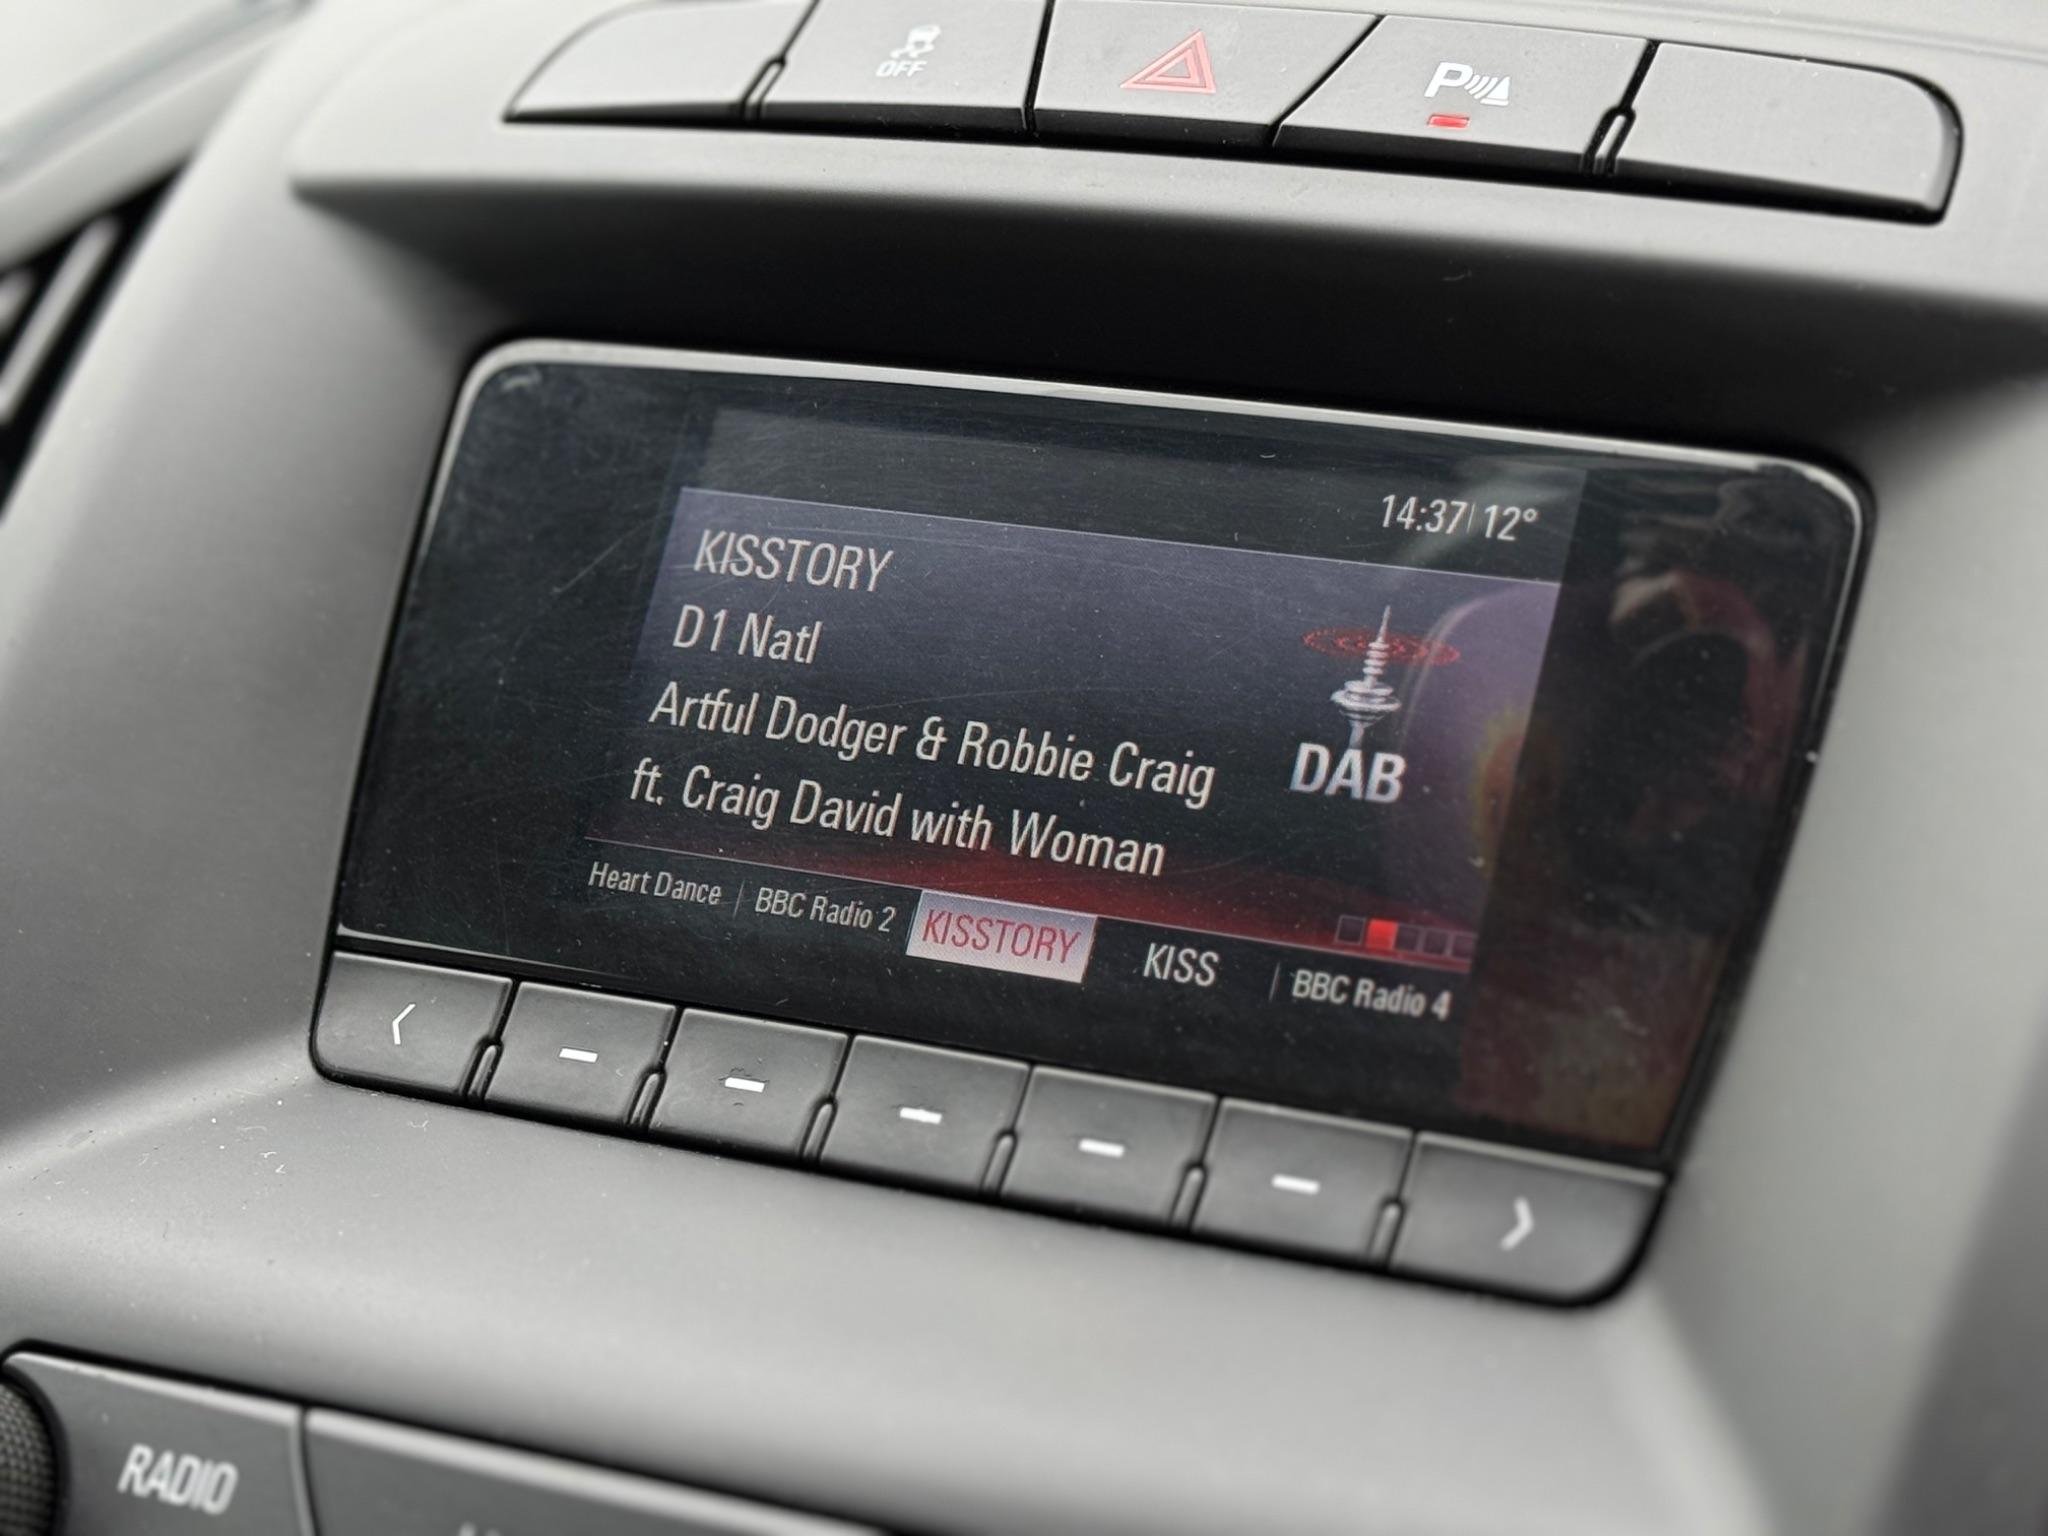 OFF
P
14:37 12°
KISSTORY
D1 Natl
Artful Dodger & Robbie Craig
ft. Craig David with Woman
DAB
Heart Dance | BBC Radio 2 KISSTORY KISS | BBC Radio 4
RADIO